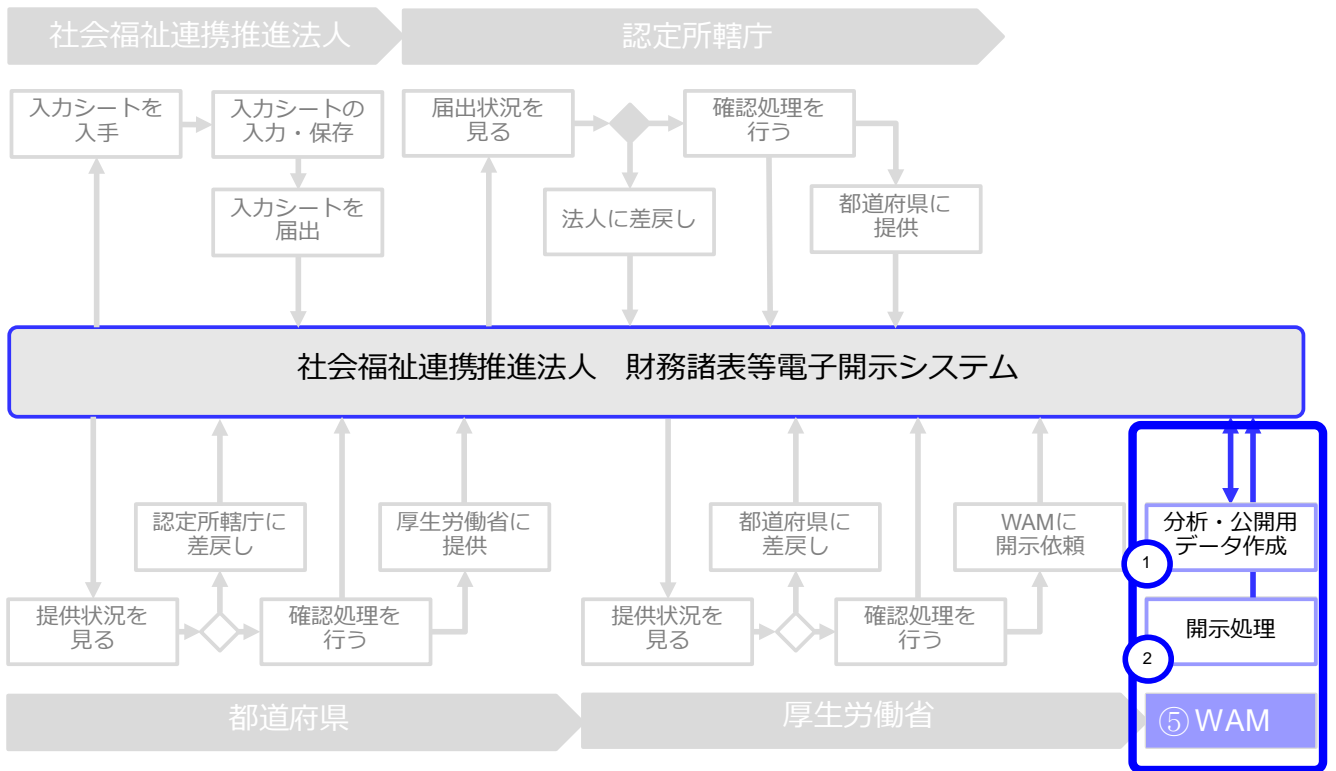 社会福祉連携推進法人
認定所轄庁
入力シートを
入手
入力シートの
入力・保存
入力シートを
届出
届出状況を
見る
法人に差戻し
確認処理を
行う
都道府県に
提供
社会福祉連携推進法人　財務諸表等電子開示システム
提供状況を
見る
認定所轄庁に
差戻し
確認処理を
行う
厚生労働省に
提供
提供状況を
見る
都道府県に
差戻し
確認処理を
行う
WAMに
開示依頼
分析・公開用
データ作成
1
開示処理
2
都道府県
厚生労働省
⑤WAM